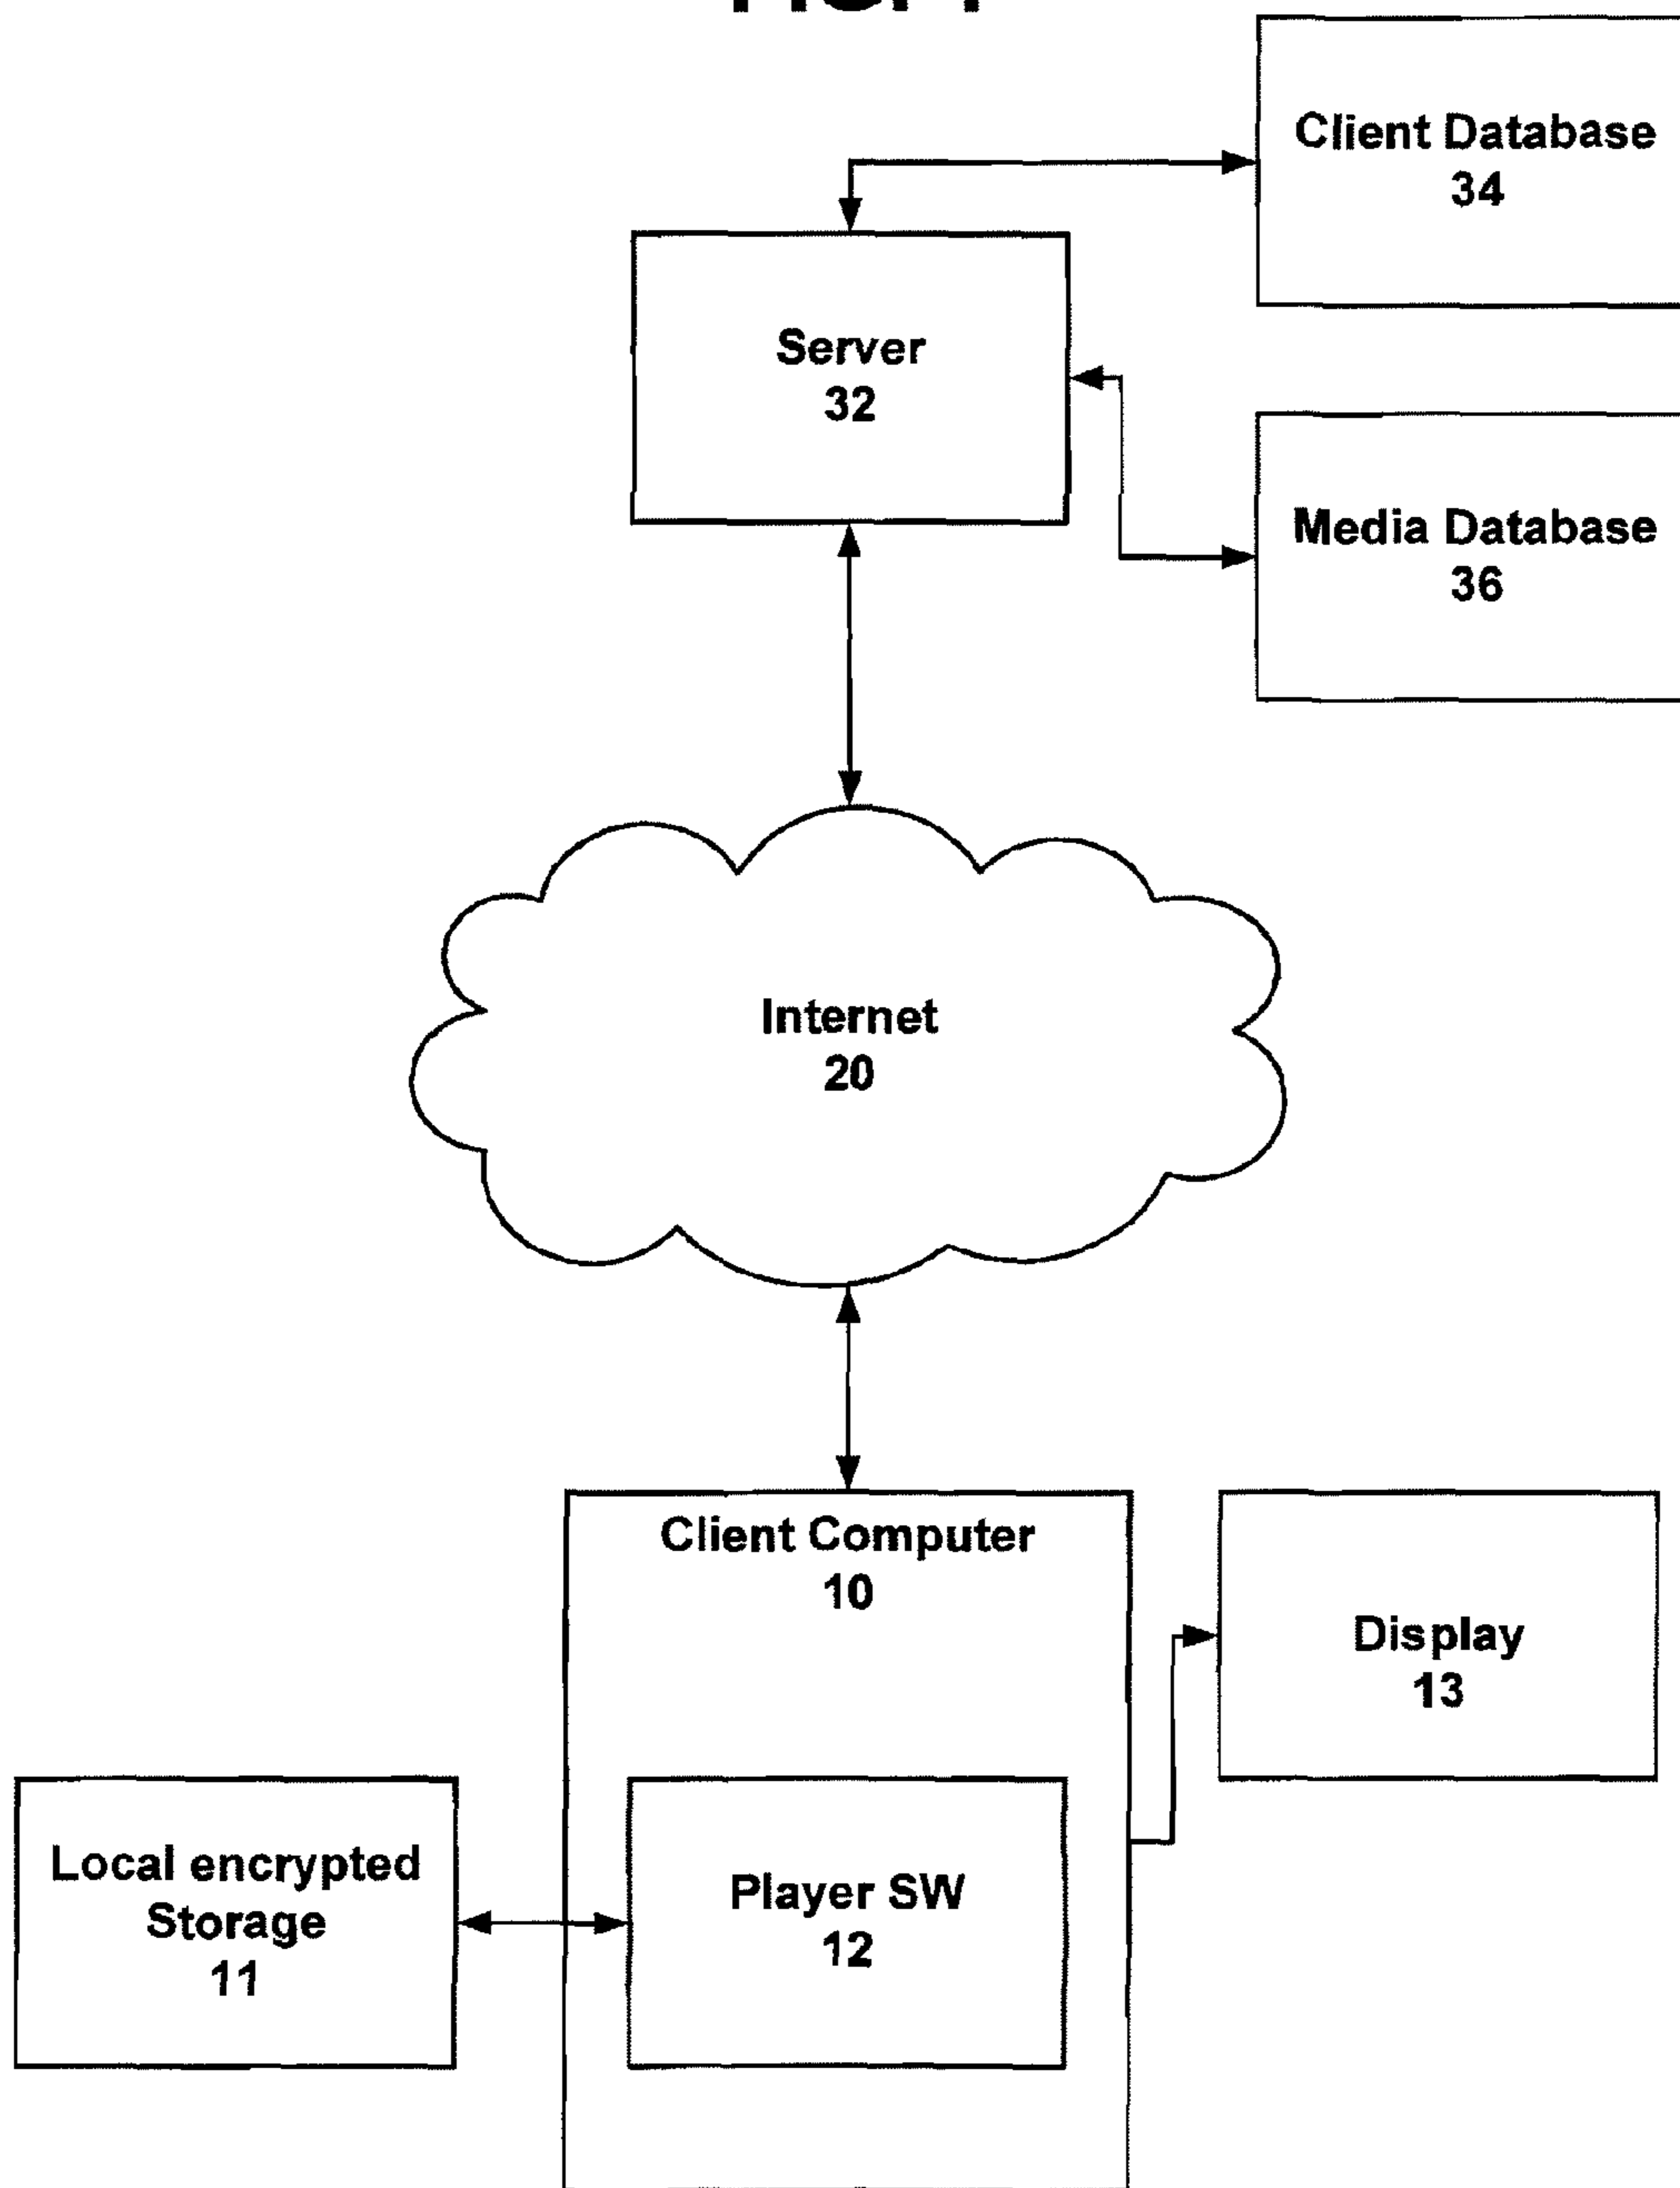 Client Database
34
Server
32
Media Database
36
Internet
20
Client Computer
10
Display
13
Local encrypted
Storage
11
Player SW
12